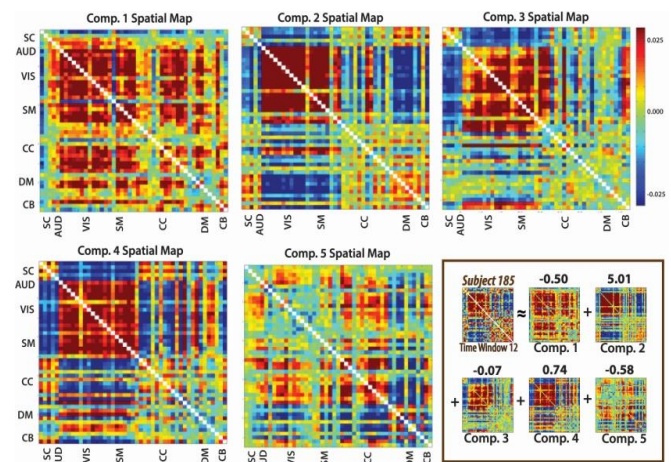 Comp. 1 Spatial Map
Comp. 2 Spatial Map
Comp. 3 Spatial Map
SC
AUD
VIS
SM
CC
DM
CB
SC
AUD
VIS
SM
CC
DM
CB
SC
AUD
VIS
SM
CC
DM
CB
SC
AUD
VIS
SM
CC
DM
CB
0.025
0.000
-0.025
Comp. 4 Spatial Map
Comp. 5 Spatial Map
SC
AUD
VIS
SM
CC
DM
CB
SC
UD
VIS
SM
CC
DM
CB
SC
UD
VIS
SM
CC
DM
CB
Subject 185
-0.50
5.01
≈
+
Time Window 12
Comp. 1
Comp. 2
-0.07
0.74
-0.58
+
+
+
Comp. 3
Comp. 4
Comp. 5